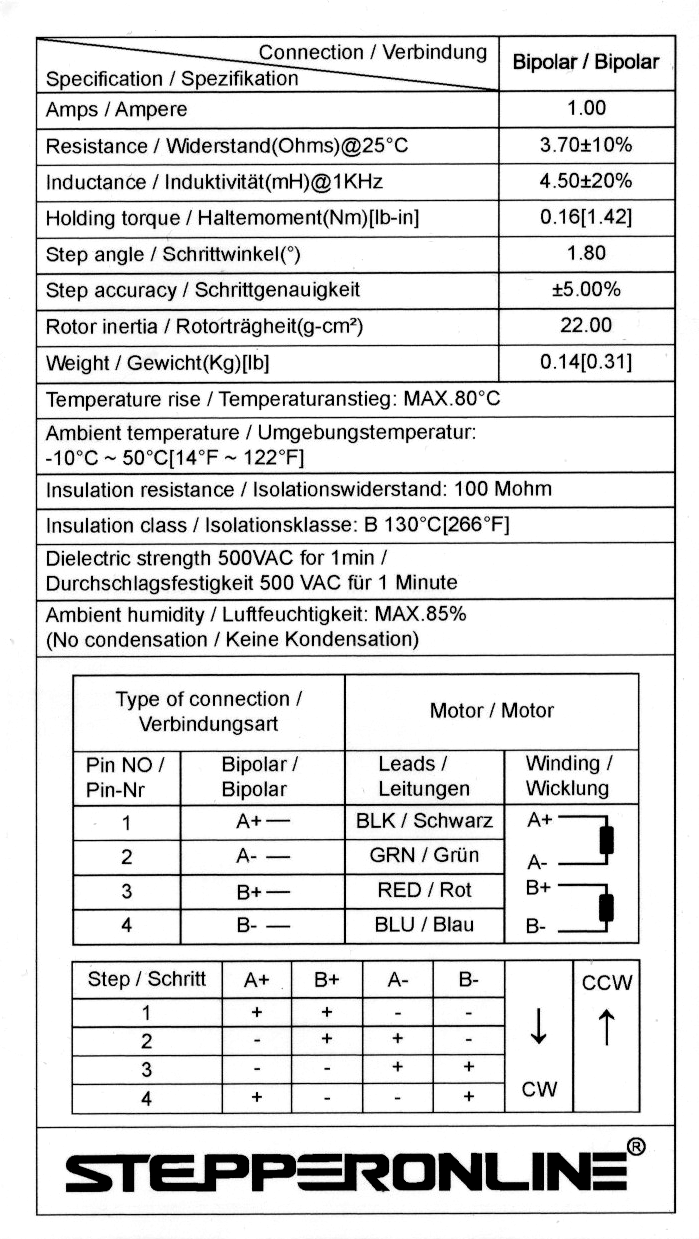 Connection / Verbindung
Specification / Spezifikation
Bipolar / Bipolar
Amps / Ampere 1.00
Resistance / Widerstand(Ohms)@25°C 3.70±10%
Inductance / Induktivität(mH)@1KHz 4.50±20%
Holding torque / Haltemoment(Nm)[lb-in] 0.16[1.42]
Step angle / Schrittwinkel(°) 1.80
Step accuracy / Schrittgenauigkeit ±5.00%
Rotor inertia / Rotorträgheit(g-cm²) 22.00
Weight / Gewicht(Kg)[lb] 0.14[0.31]
Temperature rise / Temperaturanstieg: MAX.80°C
Ambient temperature / Umgebungstemperatur:
-10°C ~ 50°C[14°F ~ 122°F]
Insulation resistance / Isolationswiderstand: 100 Mohm
Insulation class / Isolationsklasse: B 130°C[266°F]
Dielectric strength 500VAC for 1min /
Durchschlagsfestigkeit 500 VAC für 1 Minute
Ambient humidity / Luftfeuchtigkeit: MAX.85%
(No condensation / Keine Kondensation)
Type of connection /
Verbindungsart
Motor / Motor
Pin NO /
Pin-Nr
Bipolar /
Bipolar
Leads /
Leitungen
Winding /
Wicklung
1 A+ — BLK / Schwarz A+
2 A- — GRN / Grün A-
3 B+ — RED / Rot B+
4 B- — BLU / Blau B-
Step / Schritt A+ B+ A- B- CCW
1 + + - -
2 - + + -
3 - - + +
4 + - - + CW
STEPPERONLINE®